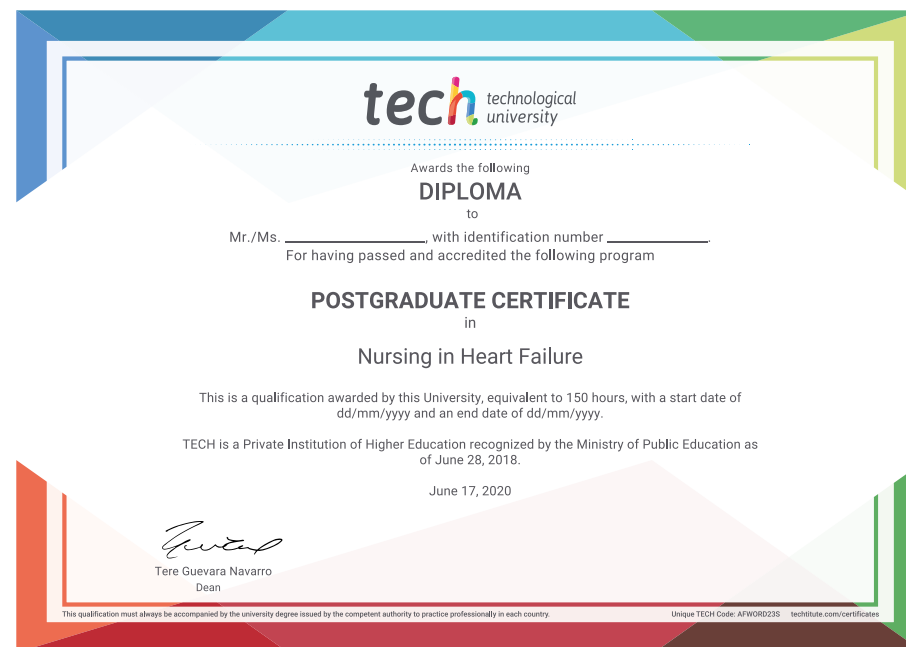 tech technological
university
Awards the following
DIPLOMA
to
Mr./Ms. ____________________, with identification number ______________.
For having passed and accredited the following program
POSTGRADUATE CERTIFICATE
in
Nursing in Heart Failure
This is a qualification awarded by this University, equivalent to 150 hours, with a start date of
dd/mm/yyyy and an end date of dd/mm/yyyy.
TECH is a Private Institution of Higher Education recognized by the Ministry of Public Education as
of June 28, 2018.
June 17, 2020
Tere Guevara Navarro
Dean
This qualification must always be accompanied by the university degree issued by the competent authority to practice professionally in each country. Unique TECH Code: AFWORD23S techtitute.com/certificates